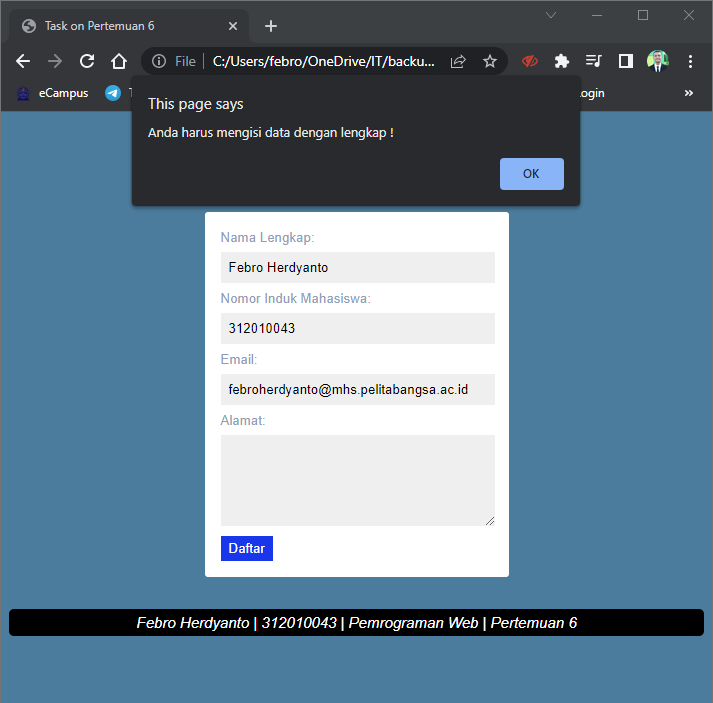 Task on Pertemuan 6
File
C:/Users/febro/OneDrive/IT/backu...
eCampus
ogin
This page says
Anda harus mengisi data dengan lengkap !
OK
Nama Lengkap:
Febro Herdyanto
Nomor Induk Mahasiswa:
312010043
Email:
febroherdyanto@mhs.pelitabangsa.ac.id
Alamat:
Daftar
Febro Herdyanto | 312010043 | Pemrograman Web | Pertemuan 6